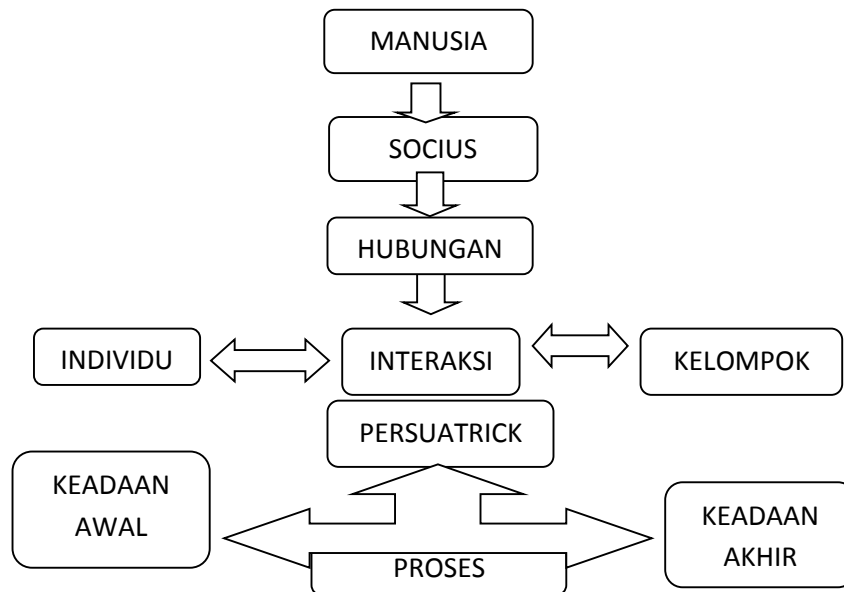 MANUSIA
SOCIUS
HUBUNGAN
INDIVIDU
INTERAKSI
KELOMPOK
PERSUATRICK
KEADAAN
AWAL
KEADAAN
AKHIR
PROSES